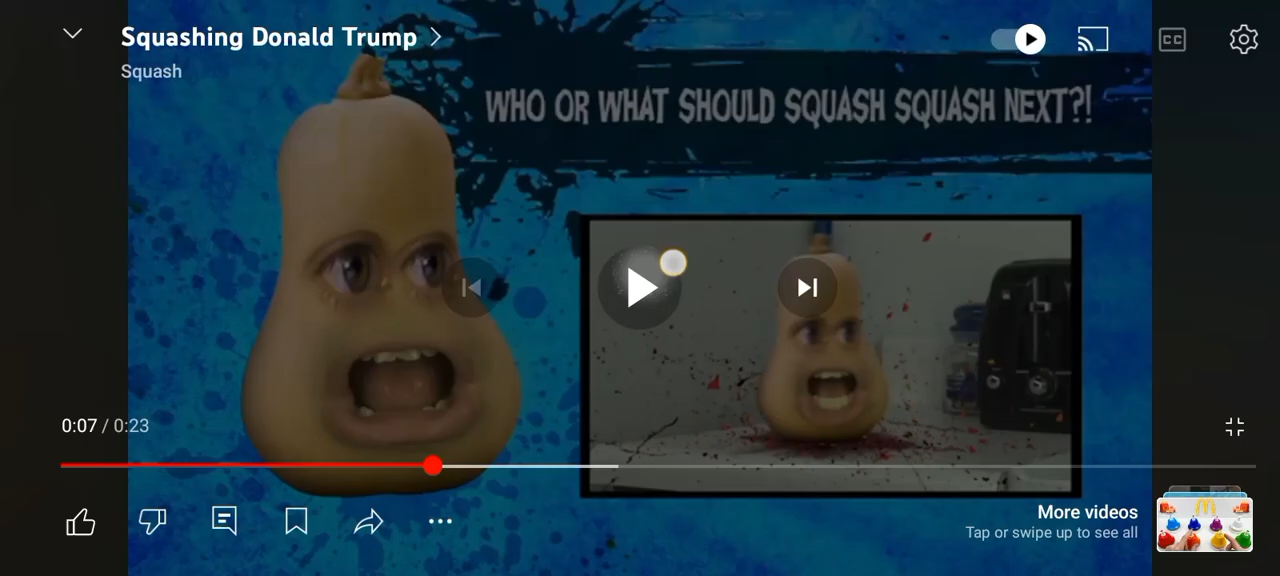 Squashing Donald Trump
Squash
CC
WHO OR WHAT SHOULD SQUASH SQUASH NEXT?!
0:07 / 0:23
More videos
Tap or swipe up to see all